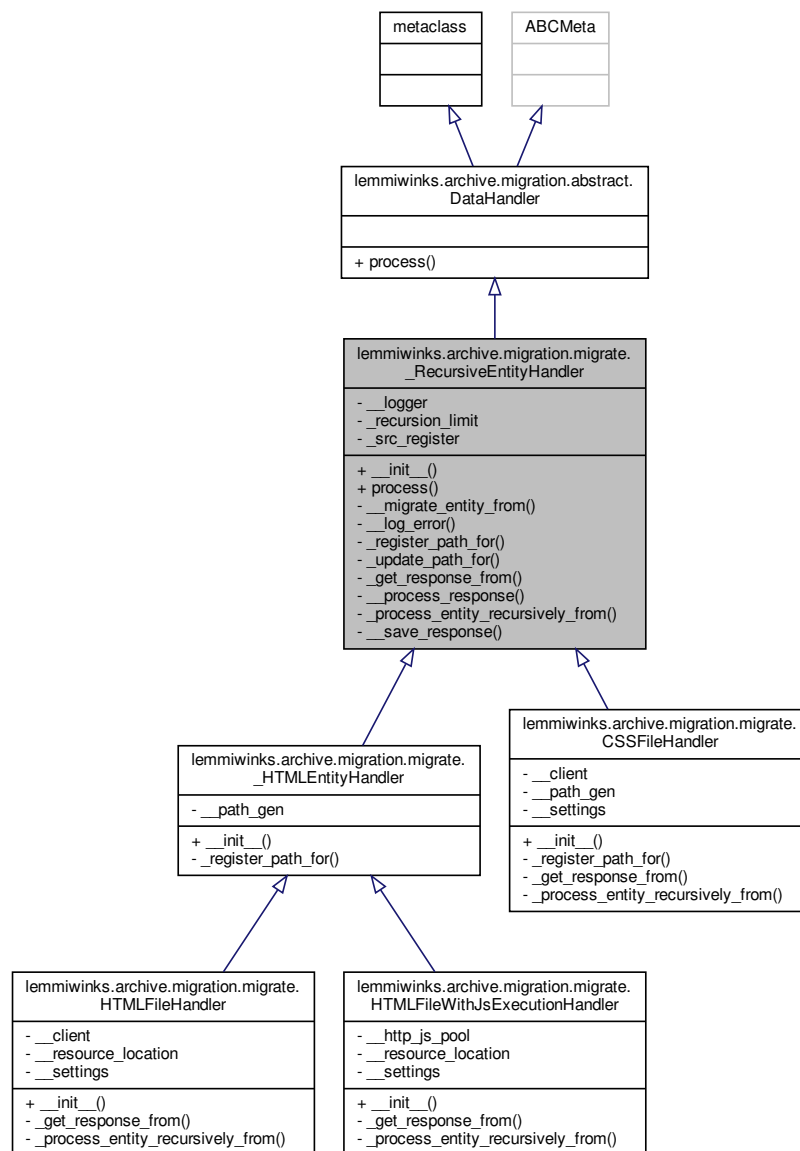 metaclass
ABCMeta
lemmiwinks.archive.migration.abstract.
DataHandler
+ process()
lemmiwinks.archive.migration.migrate.
_RecursiveEntityHandler
- __logger
- _recursion_limit
- _src_register
+ __init__()
+ process()
- __migrate_entity_from()
- __log_error()
- _register_path_for()
- _update_path_for()
- _get_response_from()
- __process_response()
- _process_entity_recursively_from()
- __save_response()
lemmiwinks.archive.migration.migrate.
_HTMLEntityHandler
- __path_gen
+ __init__()
- _register_path_for()
lemmiwinks.archive.migration.migrate.
CSSFileHandler
- __client
- __path_gen
- __settings
+ __init__()
- _register_path_for()
- _get_response_from()
- _process_entity_recursively_from()
lemmiwinks.archive.migration.migrate.
HTMLFileHandler
- __client
- __resource_location
- __settings
+ __init__()
- _get_response_from()
- _process_entity_recursively_from()
lemmiwinks.archive.migration.migrate.
HTMLFileWithJsExecutionHandler
- __http_js_pool
- __resource_location
- __settings
+ __init__()
- _get_response_from()
- _process_entity_recursively_from()